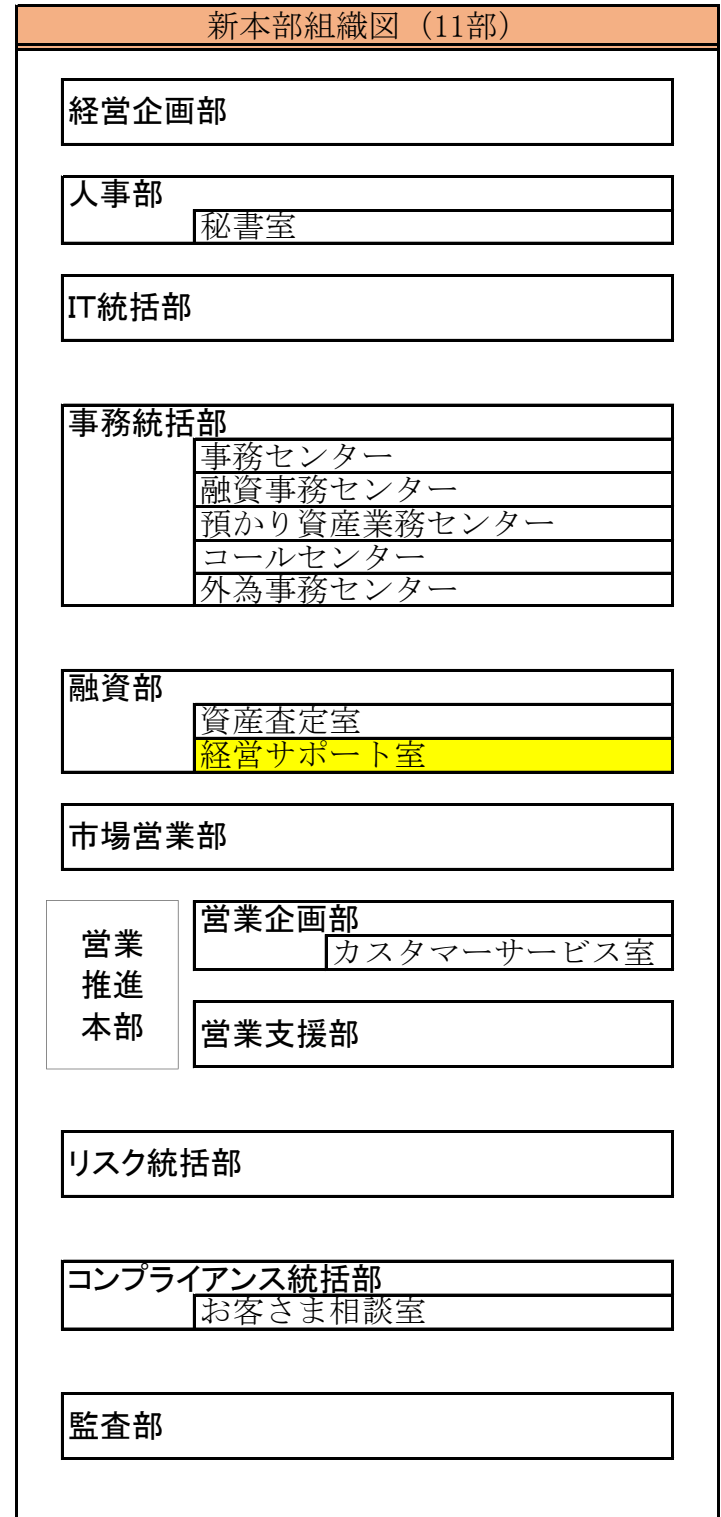 新本部組織図（11部）
経営企画部
人事部
秘書室
IT統括部
事務統括部
事務センター
融資事務センター
預かり資産業務センター
コールセンター
外為事務センター
融資部
資産査定室
経営サポート室
市場営業部
営業
推進
本部
営業企画部
カスタマーサービス室
営業支援部
リスク統括部
コンプライアンス統括部
お客さま相談室
監査部